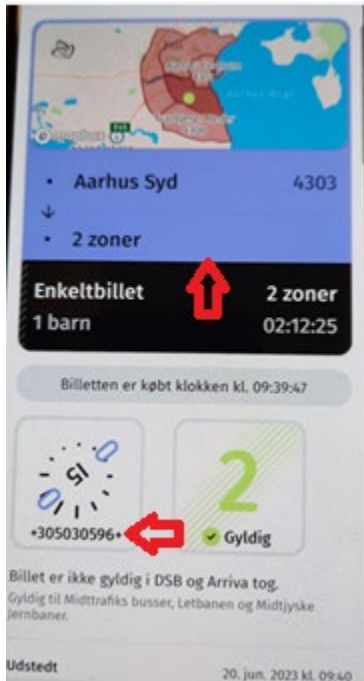 Aarhus Syd 4303
2 zoner
Enkeltbillet 2 zoner
1 barn 02:12:25
Billetten er købt klokken kl. 09:39:47
15
2
+305030596+
Gyldig
Billet er ikke gyldig i DSB og Arriva tog.
Gyldig til Midttrafiks busser, Letbanen og Midtjyske
Jernbaner.
Udstedt 20. jun. 2023 kl. 09:40